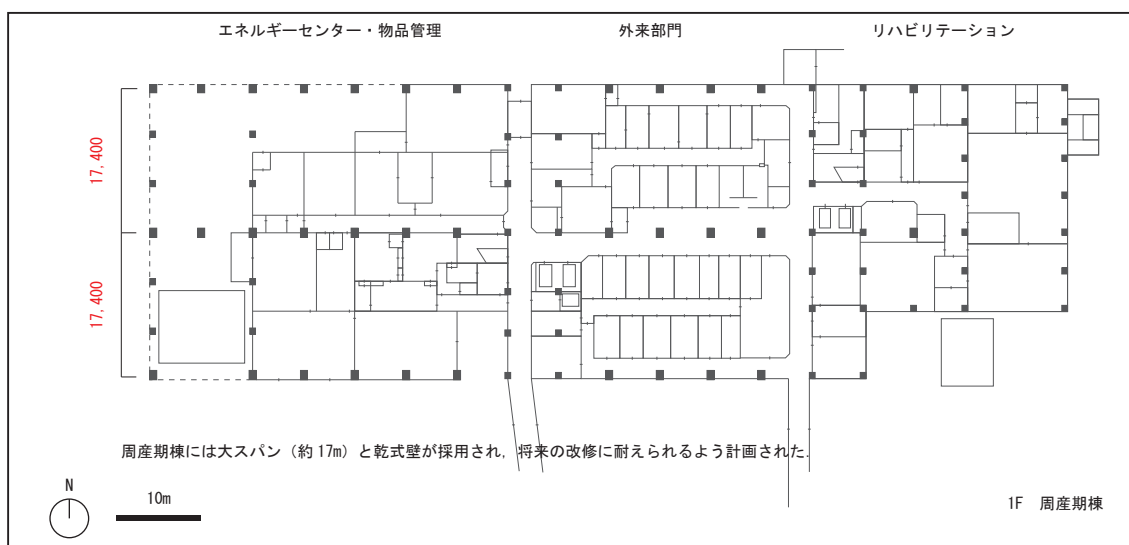 エネルギーセンター・物品管理
外来部門
リハビリテーション
17,400
17,400
周産期棟には大スパン（約 17m）と乾式壁が採用され，将来の改修に耐えられるよう計画された．
N
10m
1F　周産期棟